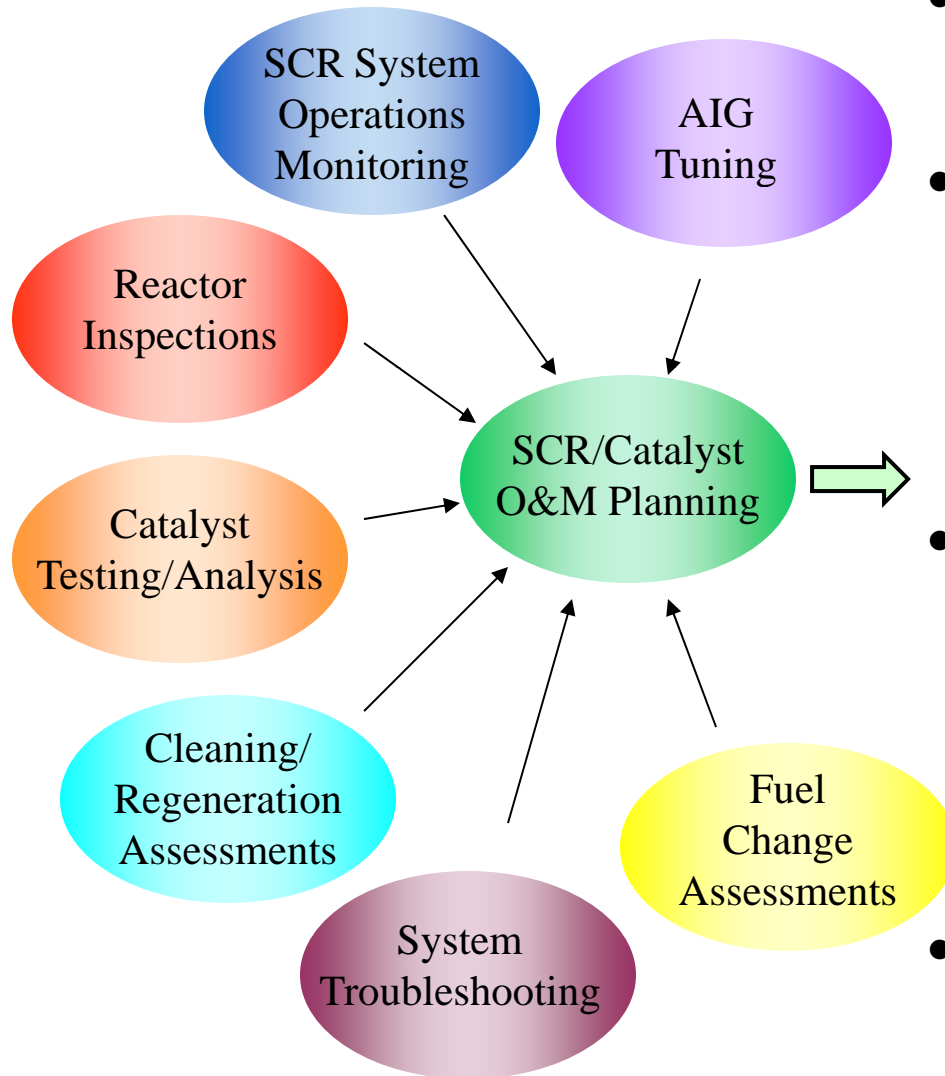 SCR System
Operations
Monitoring
AIG
Tuning
Reactor
Inspections
SCR/Catalyst
O&M Planning
Catalyst
Testing/Analysis
Cleaning/
Regeneration
Assessments
Fuel
Change
Assessments
System
Troubleshooting